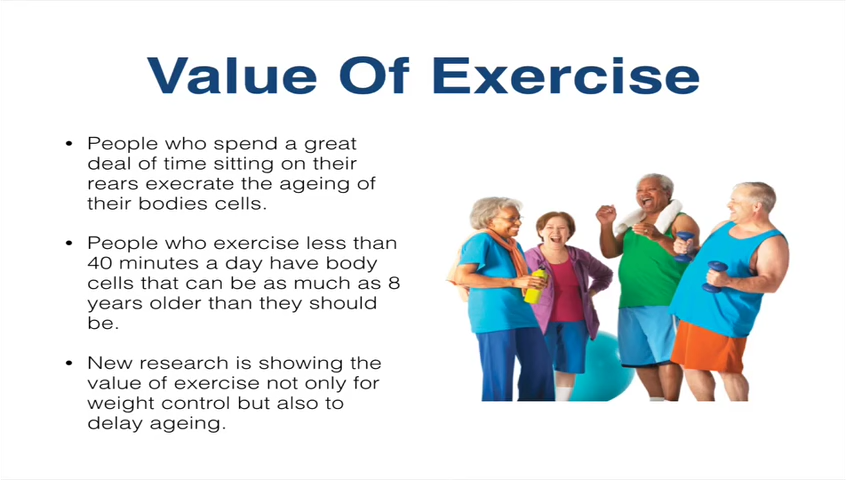 Value Of Exercise
• People who spend a great
deal of time sitting on their
rears execrate the ageing of
their bodies cells.
• People who exercise less than
40 minutes a day have body
cells that can be as much as 8
years older than they should
be.
• New research is showing the
value of exercise not only for
weight control but also to
delay ageing.